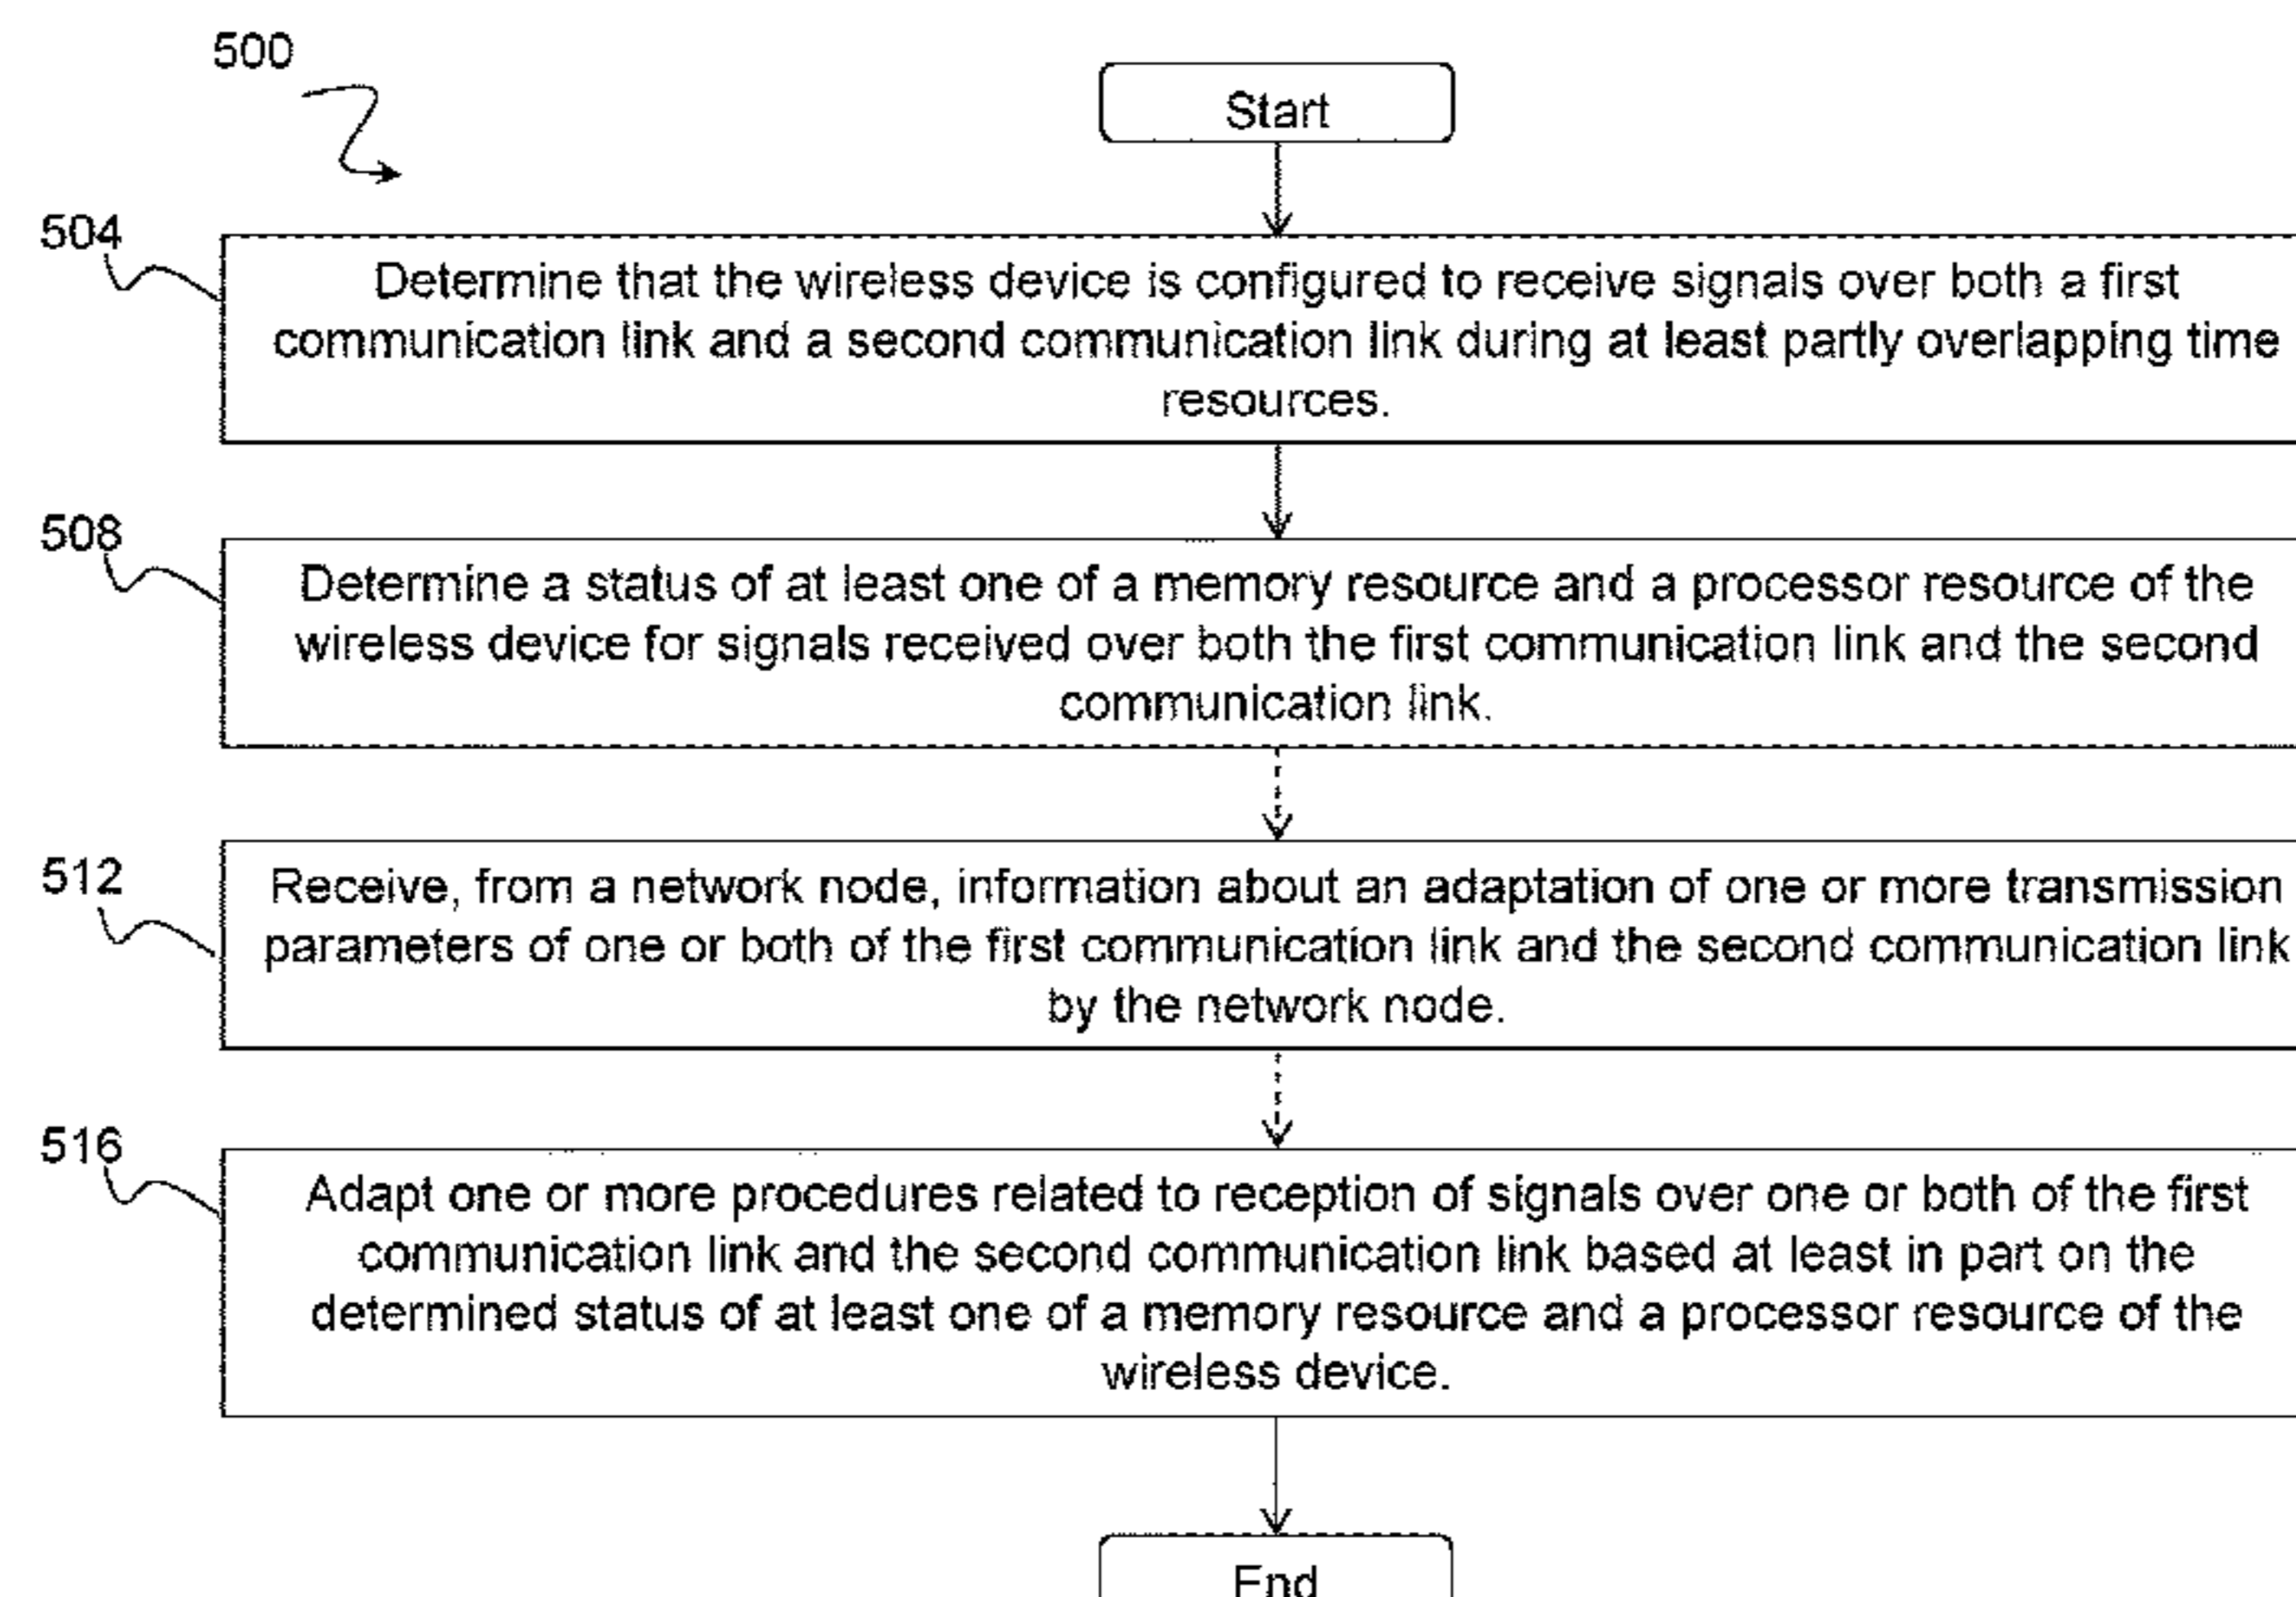 500
Start
504
Determine that the wireless device is configured to receive signals over both a first
communication link and a second communication link during at least partly overlapping time
resources.
508
Determine a status of at least one of a memory resource and a processor resource of the
wireless device for signals received over both the first communication link and the second
communication link.
512
Receive, from a network node, information about an adaptation of one or more transmission
parameters of one or both of the first communication link and the second communication link
by the network node.
516
Adapt one or more procedures related to reception of signals over one or both of the first
communication link and the second communication link based at least in part on the
determined status of at least one of a memory resource and a processor resource of the
wireless device.
End